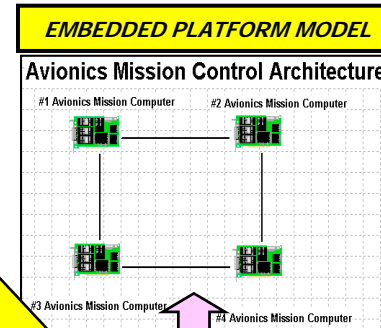 EMBEDDED PLATFORM MODEL
Avionics Mission Control Architecture
#1 Avionics Mission Computer
#2 Avionics Mission Computer
#3 Avionics Mission Computer
#4 Avionics Mission Computer